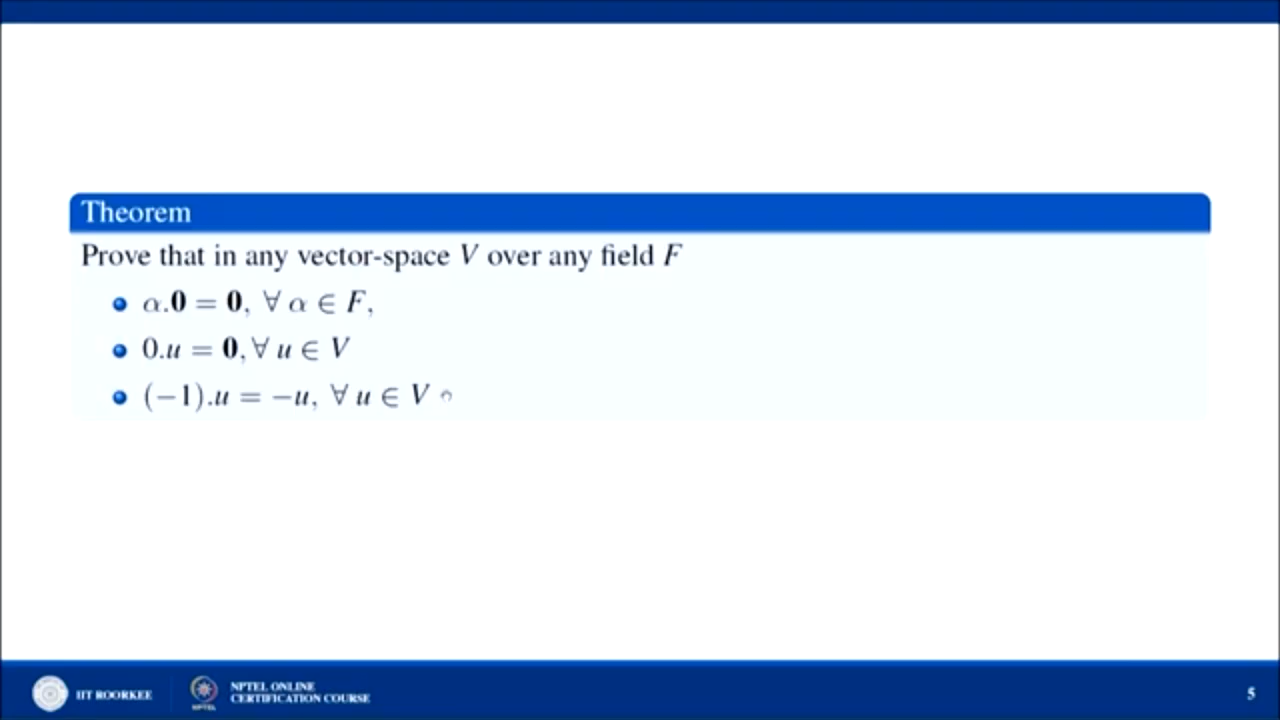 Theorem
Prove that in any vector-space V over any field F
α.0 = 0, ∀ α ∈ F,
0.u = 0, ∀ u ∈ V
(−1).u = −u, ∀ u ∈ V
IIT ROORKEE
NPTEL
NPTEL ONLINE
CERTIFICATION COURSE
5